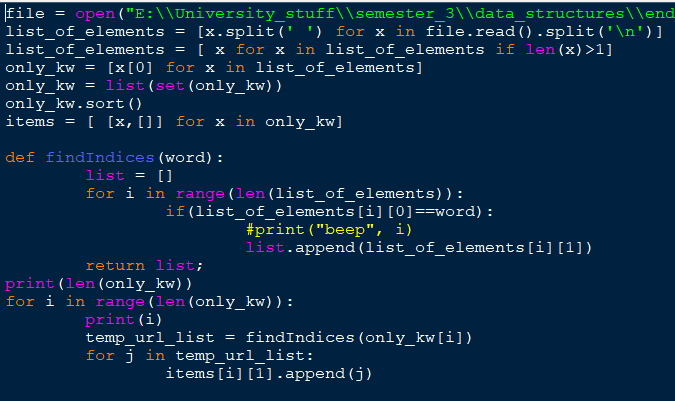 file = open("E:\\University_stuff\\semester_3\\data_structures\\end
list_of_elements = [x.split(' ') for x in file.read().split('\n')]
list_of_elements = [ x for x in list_of_elements if len(x)>1]
only_kw = [x[0] for x in list_of_elements]
only_kw = list(set(only_kw))
only_kw.sort()
items = [ [x,[]] for x in only_kw]

def findIndices(word):
        list = []
        for i in range(len(list_of_elements)):
                if(list_of_elements[i][0]==word):
                        #print("beep", i)
                        list.append(list_of_elements[i][1])
        return list;
print(len(only_kw))
for i in range(len(only_kw)):
        print(i)
        temp_url_list = findIndices(only_kw[i])
        for j in temp_url_list:
                items[i][1].append(j)